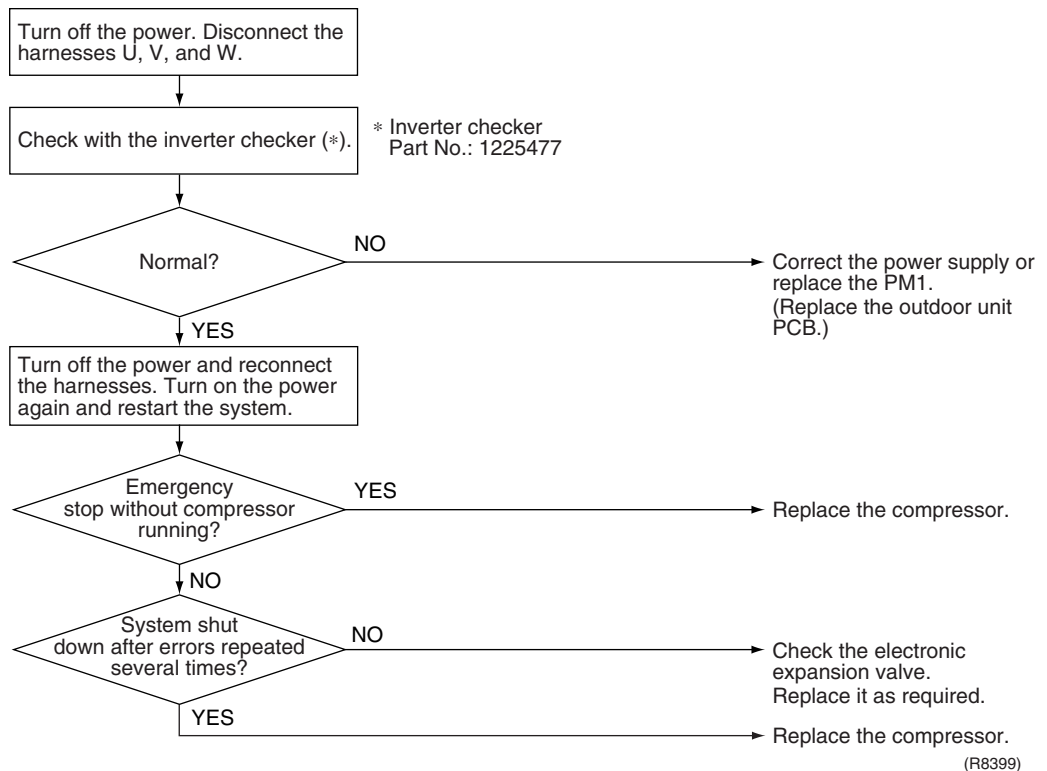 Turn off the power. Disconnect the
harnesses U, V, and W.
Check with the inverter checker (*).
* Inverter checker
Part No.: 1225477
Normal?
NO
Correct the power supply or
replace the PM1.
(Replace the outdoor unit
PCB.)
YES
Turn off the power and reconnect
the harnesses. Turn on the power
again and restart the system.
Emergency
stop without compressor
running?
YES
Replace the compressor.
NO
System shut
down after errors repeated
several times?
NO
Check the electronic
expansion valve.
Replace it as required.
YES
Replace the compressor.
(R8399)